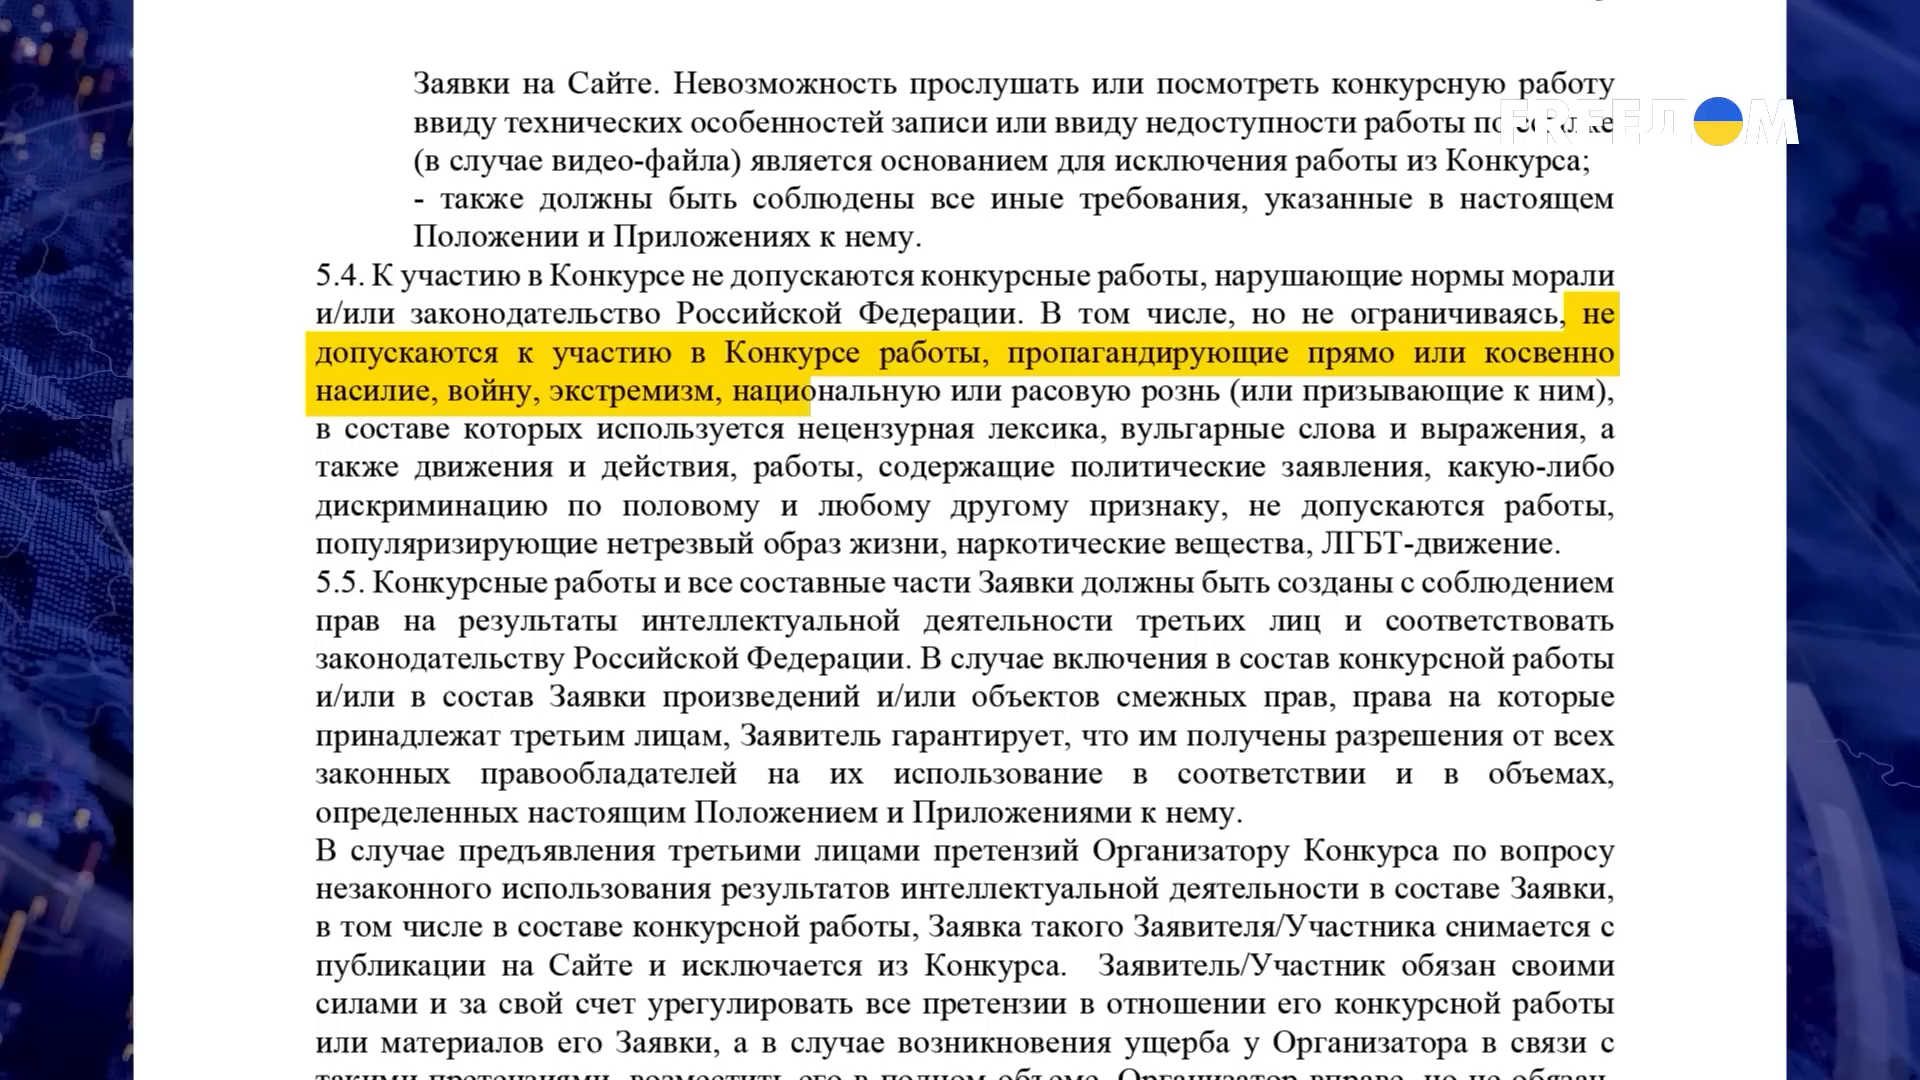 Заявки на Сайте. Невозможность прослушать или посмотреть конкурсную работу
ввиду технических особенностей записи или ввиду недоступности работы по
(в случае видео-файла) является основанием для исключения работы из Конкурса;
- также должны быть соблюдены все иные требования, указанные в настоящем
Положении и Приложениях к нему.
5.4. К участию в Конкурсе не допускаются конкурсные работы, нарушающие нормы морали
и/или законодательство Российской Федерации. В том числе, но не ограничиваясь, не
допускаются к участию в Конкурсе работы, пропагандирующие прямо или косвенно
насилие, войну, экстремизм, национальную или расовую рознь (или призывающие к ним),
в составе которых используется нецензурная лексика, вульгарные слова и выражения, а
также движения и действия, работы, содержащие политические заявления, какую-либо
дискриминацию по половому и любому другому признаку, не допускаются работы,
популяризирующие нетрезвый образ жизни, наркотические вещества, ЛГБТ-движение.
5.5. Конкурсные работы и все составные части Заявки должны быть созданы с соблюдением
прав на результаты интеллектуальной деятельности третьих лиц и соответствовать
законодательству Российской Федерации. В случае включения в состав конкурсной работы
и/или в состав Заявки произведений и/или объектов смежных прав, права на которые
принадлежат третьим лицам, Заявитель гарантирует, что им получены разрешения от всех
законных правообладателей на их использование в соответствии и в объемах,
определенных настоящим Положением и Приложениями к нему.
В случае предъявления третьими лицами претензий Организатору Конкурса по вопросу
незаконного использования результатов интеллектуальной деятельности в составе Заявки,
в том числе в составе конкурсной работы, Заявка такого Заявителя/Участника снимается с
публикации на Сайте и исключается из Конкурса. Заявитель/Участник обязан своими
силами и за свой счет урегулировать все претензии в отношении его конкурсной работы
или материалов его Заявки, а в случае возникновения ущерба у Организатора в связи с
такими претензиями, возместить его в полном объеме. Организатор вправе, но не обязан,